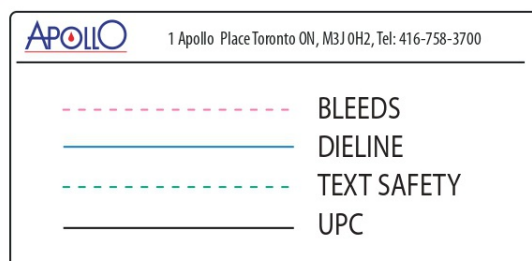 APOLLO
1 Apollo Place Toronto ON, M3J 0H2, Tel: 416-758-3700
BLEEDS
DIELINE
TEXT SAFETY
UPC